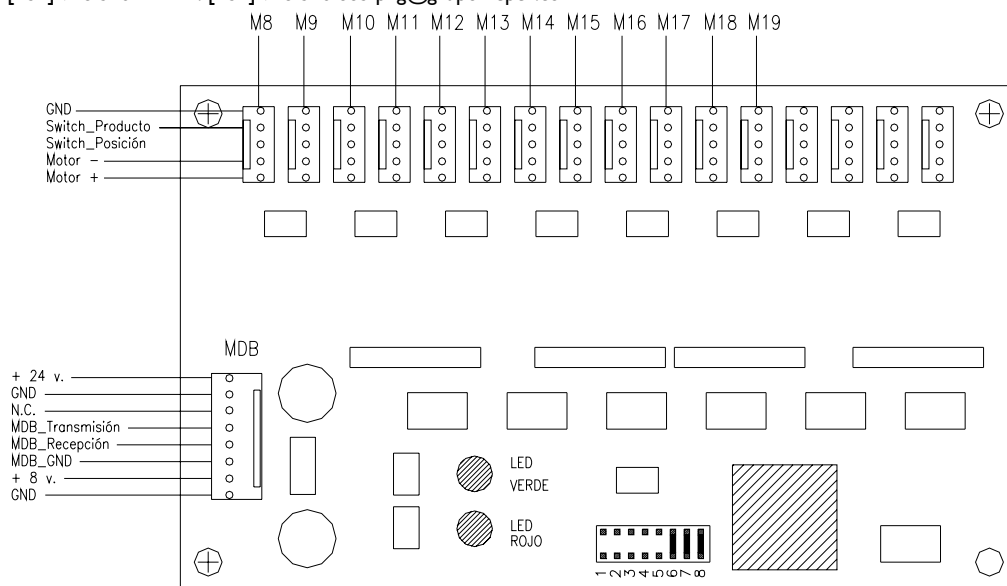 M8 M9 M10 M11 M12 M13 M14 M15 M16 M17 M18 M19
GND
Switch_Producto
Switch_Posición
Motor -
Motor +
MDB
+ 24 v.
GND
N.C.
MDB_Transmisión
MDB_Recepción
MDB_GND
+ 8 v.
GND
LED
VERDE
LED
ROJO
1 2 3 4 5 6 7 8